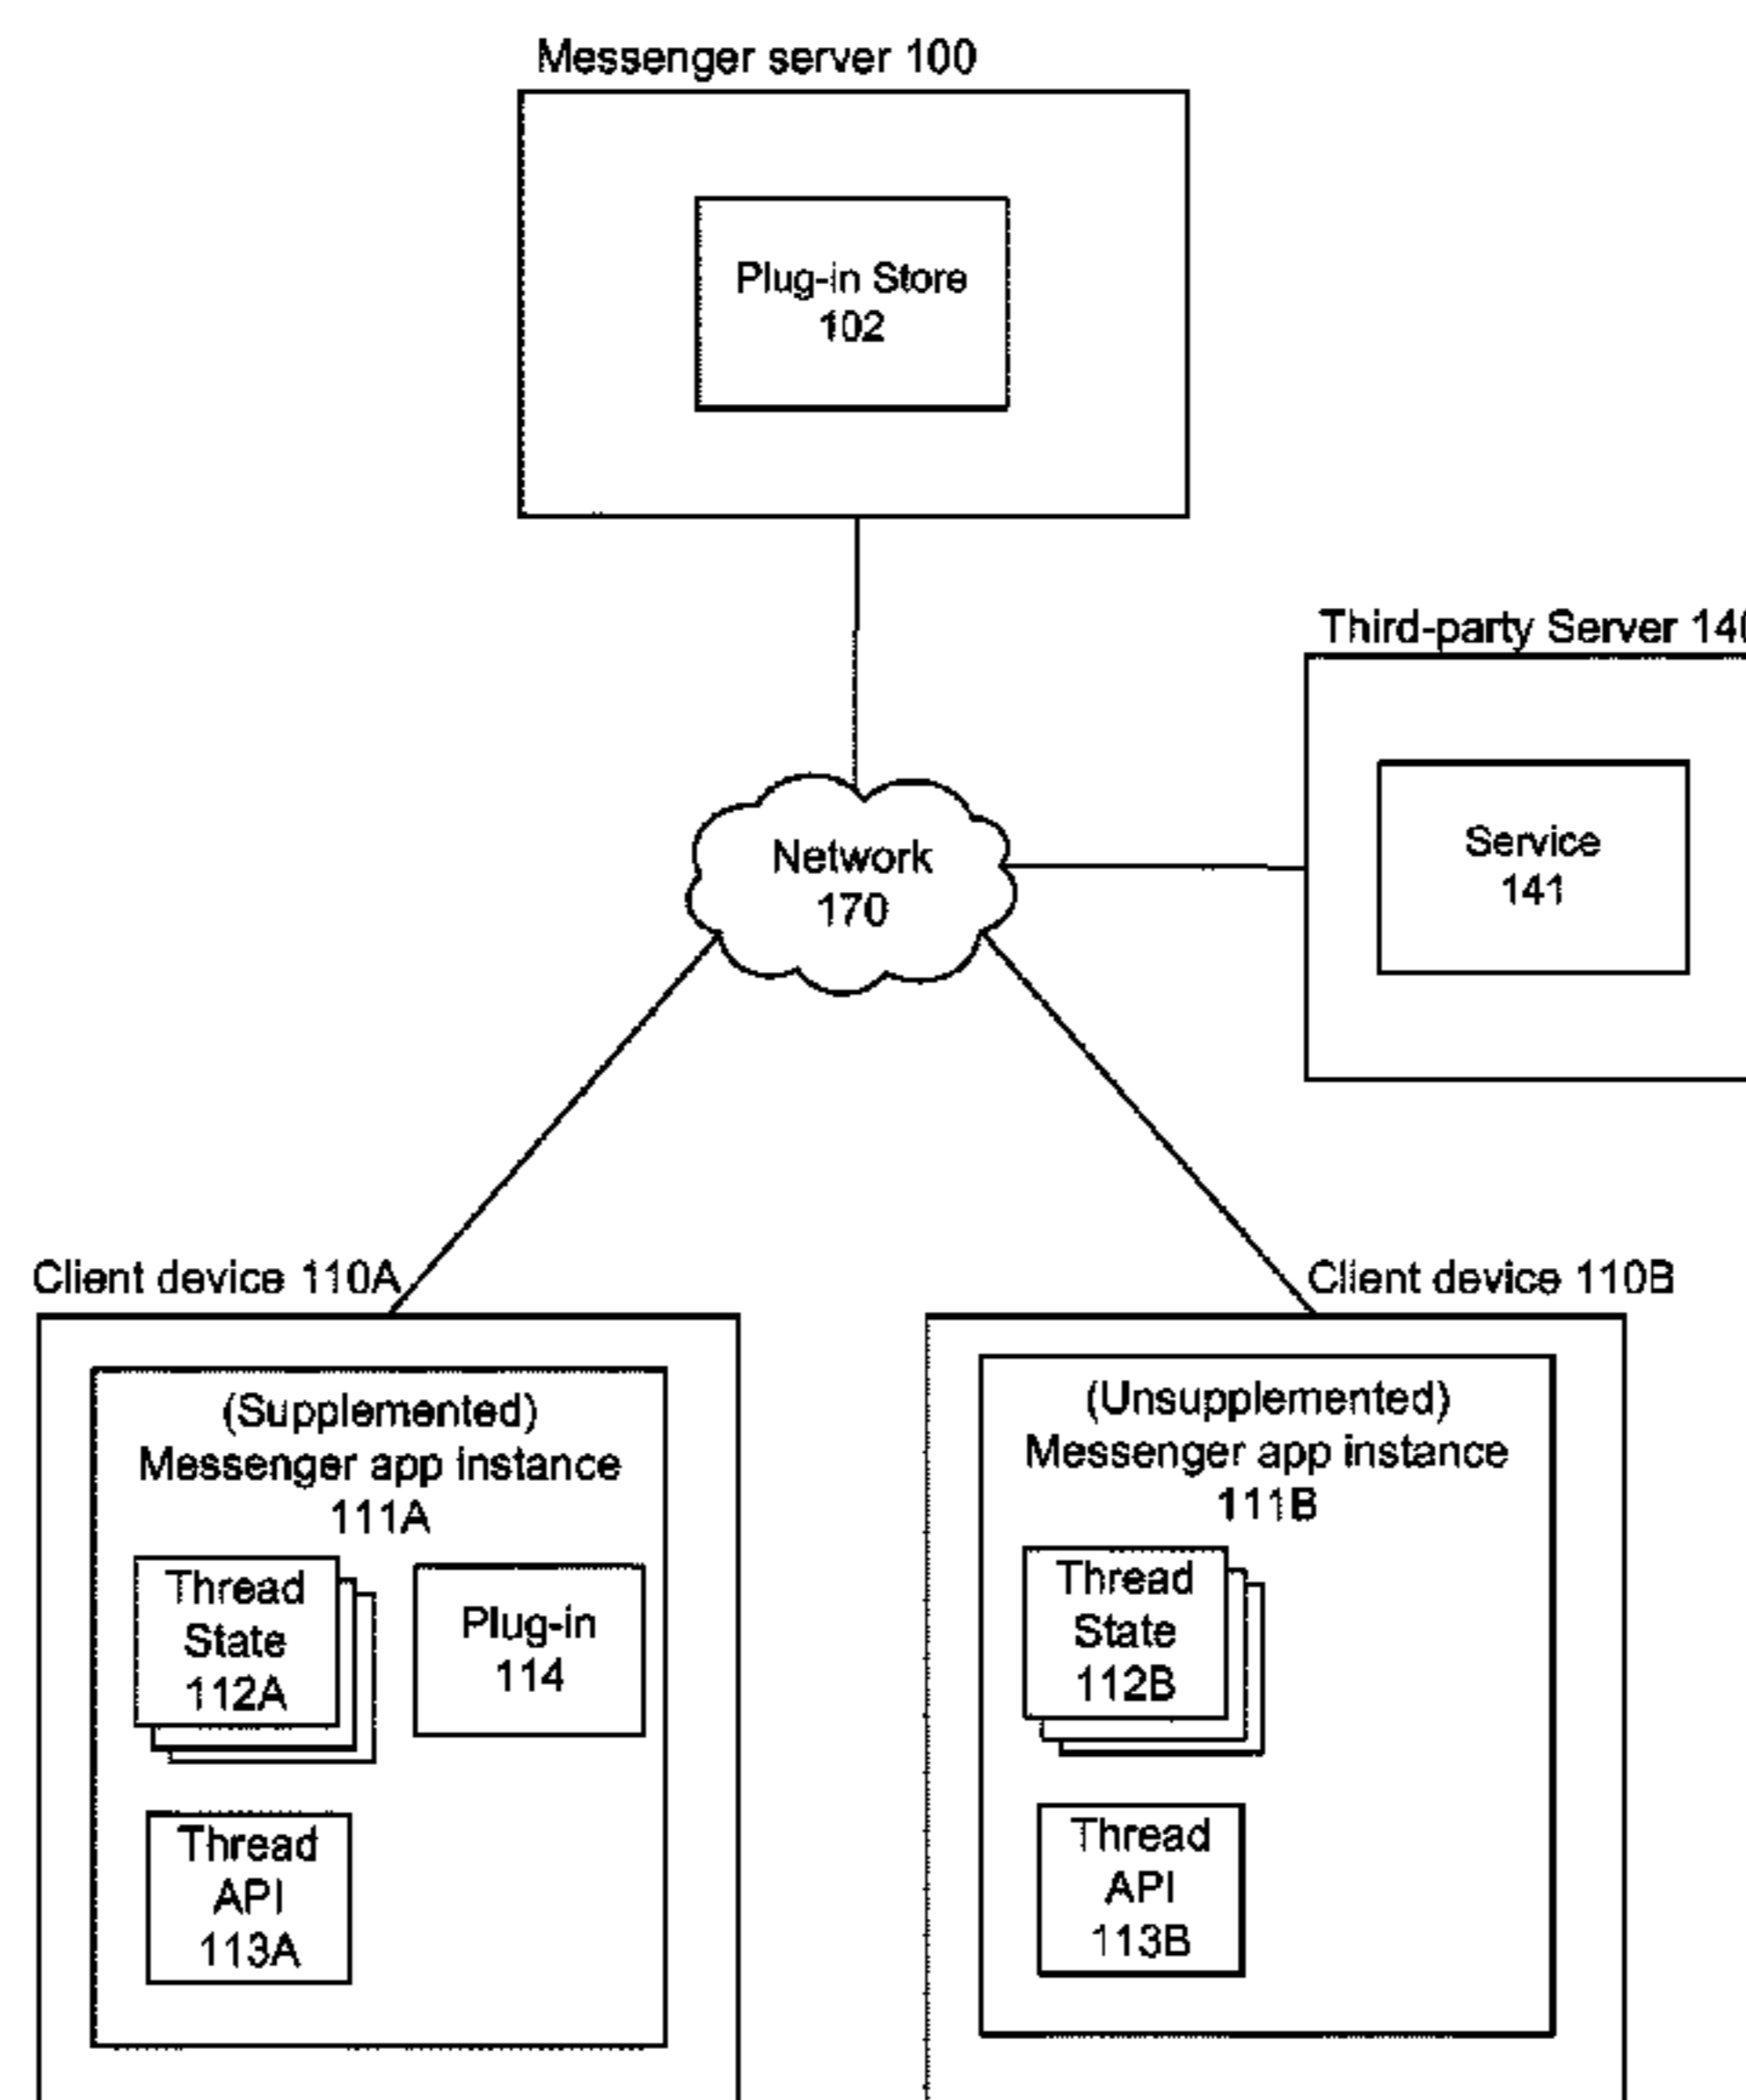 Messenger server 100
Plug-in Store
102
Third-party Server 140
Network
170
Service
141
Client device 110A
Client device 110B
(Supplemented)
Messenger app instance
111A
Thread
State
112A
Plug-in
114
Thread
API
113A
(Unsupplemented)
Messenger app instance
111B
Thread
State
112B
Thread
API
113B